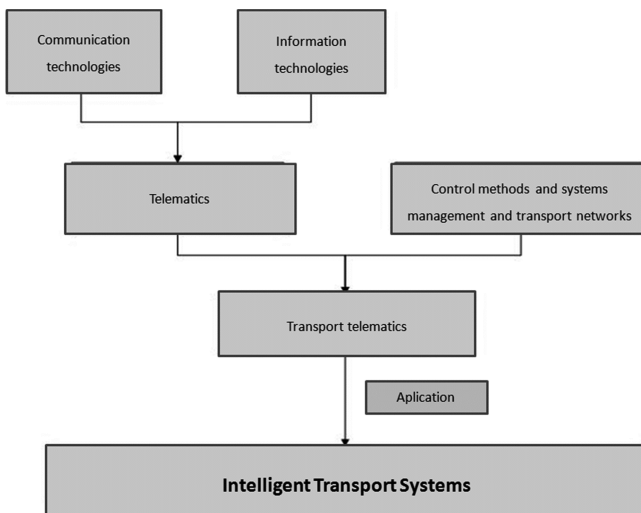 Communication
technologies
Information
technologies
Telematics
Control methods and systems
management and transport networks
Transport telematics
Aplication
Intelligent Transport Systems